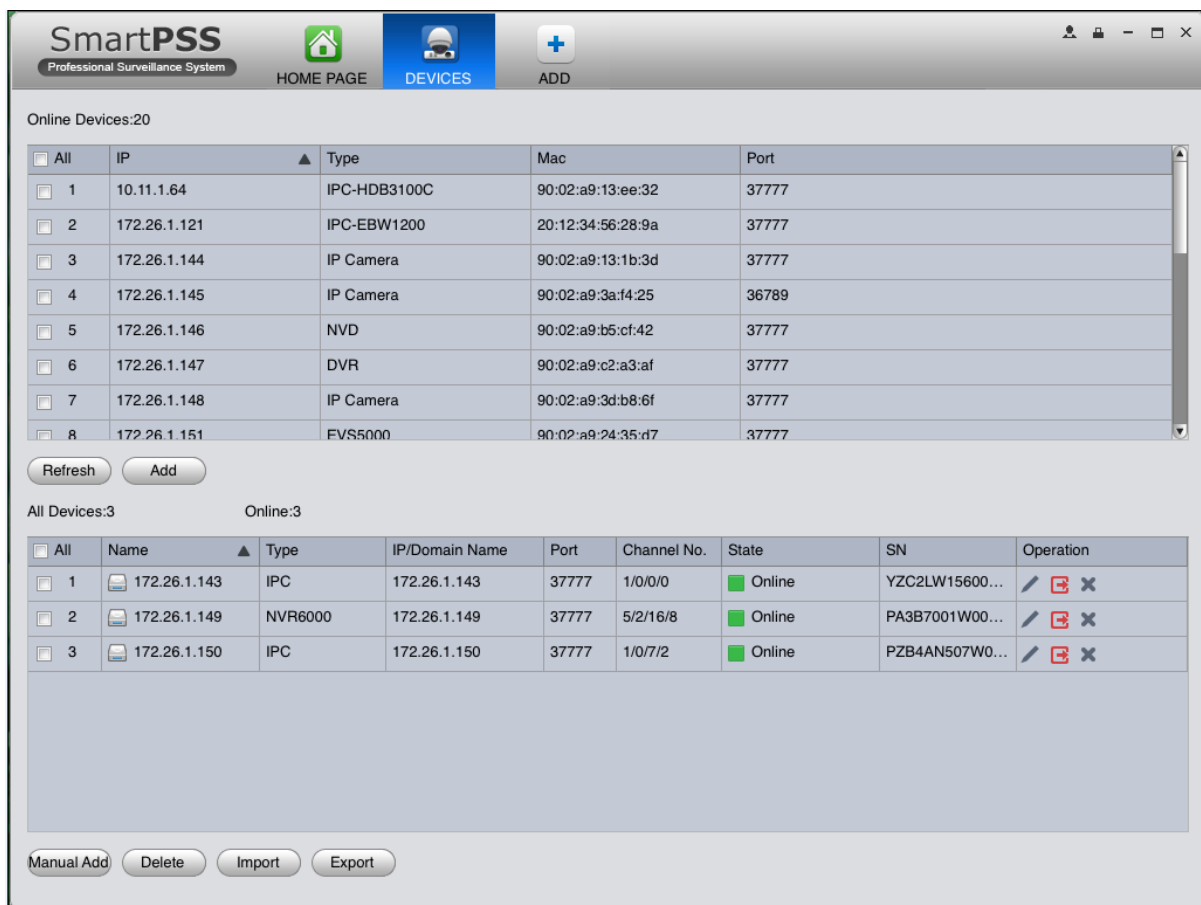 SmartPSS
Professional Surveillance System
HOME PAGE DEVICES ADD
Online Devices:20
All IP Type Mac Port
1 10.11.1.64 IPC-HDB3100C 90:02:a9:13:ee:32 37777
2 172.26.1.121 IPC-EBW1200 20:12:34:56:28:9a 37777
3 172.26.1.144 IP Camera 90:02:a9:13:1b:3d 37777
4 172.26.1.145 IP Camera 90:02:a9:3a:f4:25 36789
5 172.26.1.146 NVD 90:02:a9:b5:cf:42 37777
6 172.26.1.147 DVR 90:02:a9:c2:a3:af 37777
7 172.26.1.148 IP Camera 90:02:a9:3d:b8:6f 37777
8 172.26.1.151 EVS5000 90:02:a9:24:35:d7 37777
Refresh Add
All Devices:3 Online:3
All Name Type IP/Domain Name Port Channel No. State SN Operation
1 172.26.1.143 IPC 172.26.1.143 37777 1/0/0/0 Online YZC2LW15600...
2 172.26.1.149 NVR6000 172.26.1.149 37777 5/2/16/8 Online PA3B7001W00...
3 172.26.1.150 IPC 172.26.1.150 37777 1/0/7/2 Online PZB4AN507W0...
Manual Add Delete Import Export